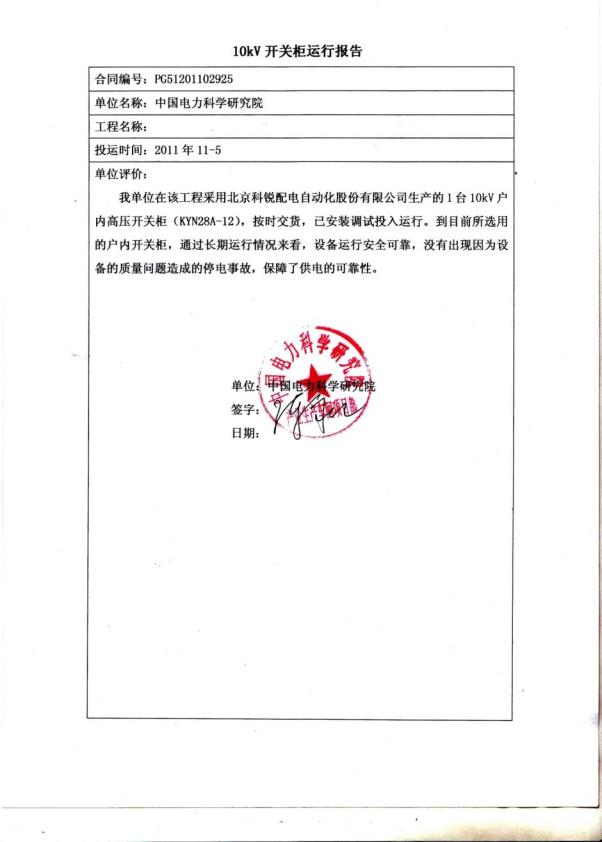 10kV 开关柜运行报告
合同编号：PG51201102925
单位名称：中国电力科学研究院
工程名称：
投运时间：2011 年 11-5
单位评价：
我单位在该工程采用北京科锐配电自动化股份有限公司生产的 1 台 10kV 户
内高压开关柜（KYN28A-12），按时交货，已安装调试投入运行。到目前所选用
的户内开关柜，通过长期运行情况来看，设备运行安全可靠，没有出现因为设
备的质量问题造成的停电事故，保障了供电的可靠性。
中国电力科学研究院
单位：中国电力科学研究院
签字：
日期：